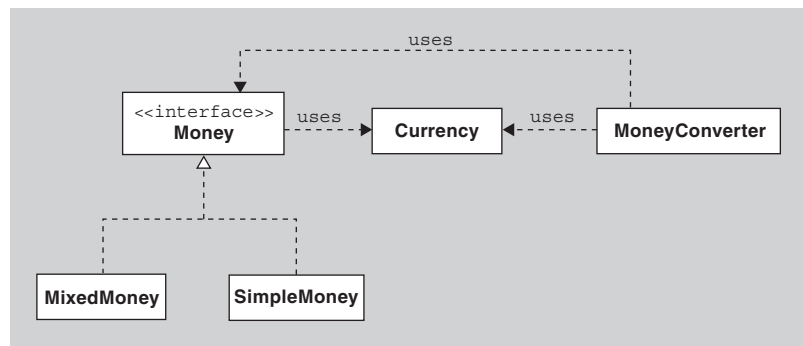 uses
<<interface>>
Money
uses
Currency
uses
MoneyConverter
MixedMoney
SimpleMoney